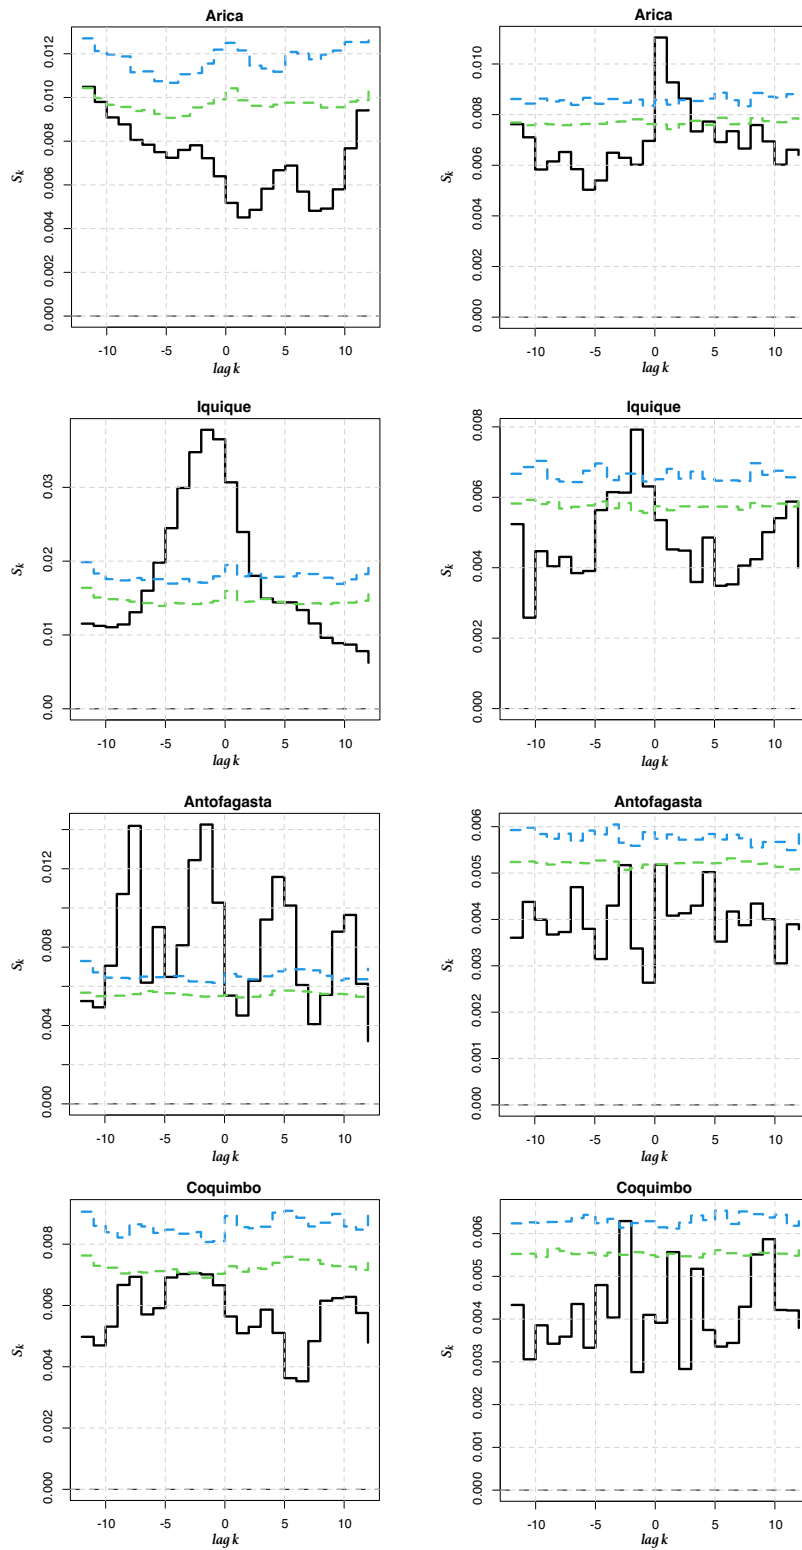 Arica
0.000 0.002 0.004 0.006 0.008 0.010 0.012
S_k
-10 -5 0 5 10
lag k
Arica
0.000 0.002 0.004 0.006 0.008 0.010
S_k
-10 -5 0 5 10
lag k
Iquique
0.00 0.01 0.02 0.03
S_k
-10 -5 0 5 10
lag k
Iquique
0.000 0.002 0.004 0.006 0.008
S_k
-10 -5 0 5 10
lag k
Antofagasta
0.000 0.004 0.008 0.012
S_k
-10 -5 0 5 10
lag k
Antofagasta
0.000 0.001 0.002 0.003 0.004 0.005 0.006
S_k
-10 -5 0 5 10
lag k
Coquimbo
0.000 0.002 0.004 0.006 0.008
S_k
-10 -5 0 5 10
lag k
Coquimbo
0.000 0.001 0.002 0.003 0.004 0.005 0.006
S_k
-10 -5 0 5 10
lag k